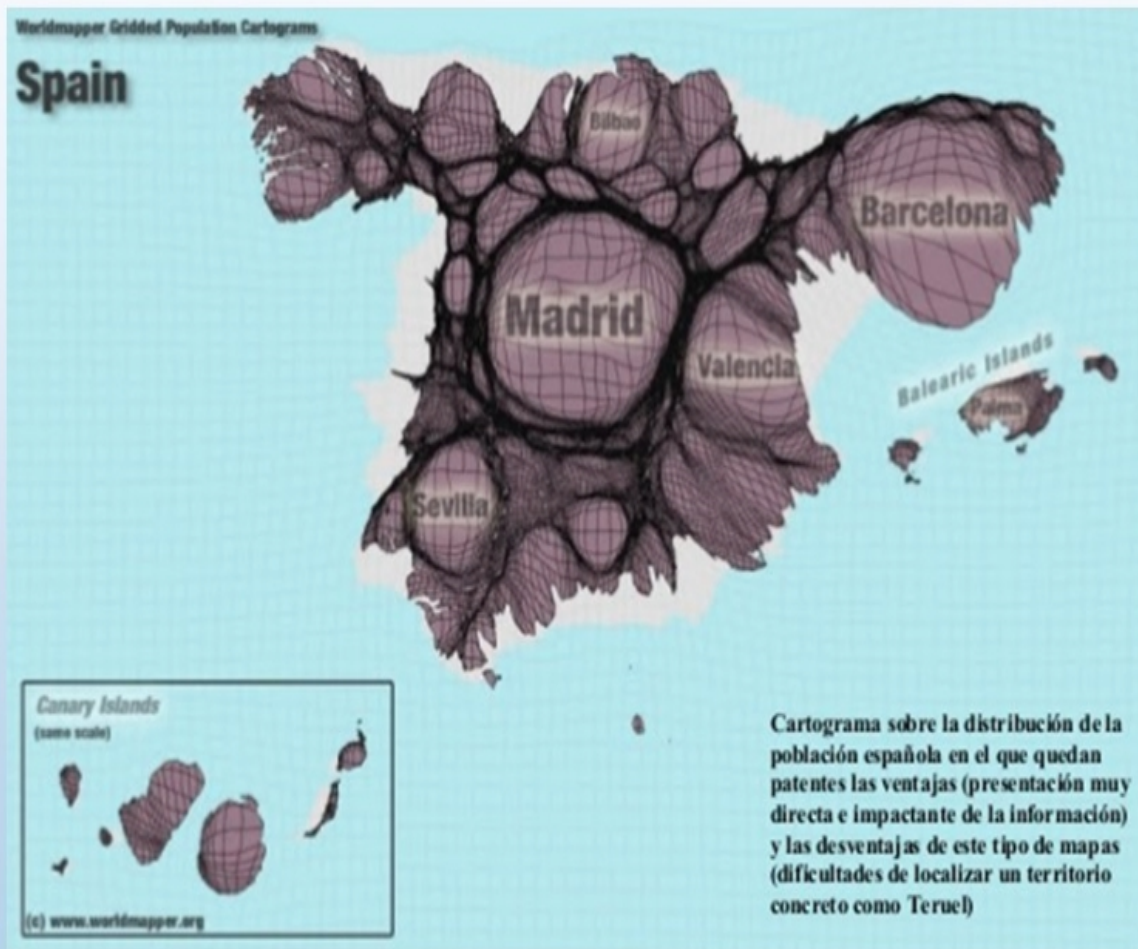 Worldmapper Gridded Population Cartograms
Spain
Bilbao
Barcelona
Madrid
Valencia
Balearic Islands
Palma
Sevilla
Canary Islands
(same scale)
(c) www.worldmapper.org
Cartograma sobre la distribución de la
población española en el que quedan
patentes las ventajas (presentación muy
directa e impactante de la información)
y las desventajas de este tipo de mapas
(dificultades de localizar un territorio
concreto como Teruel)